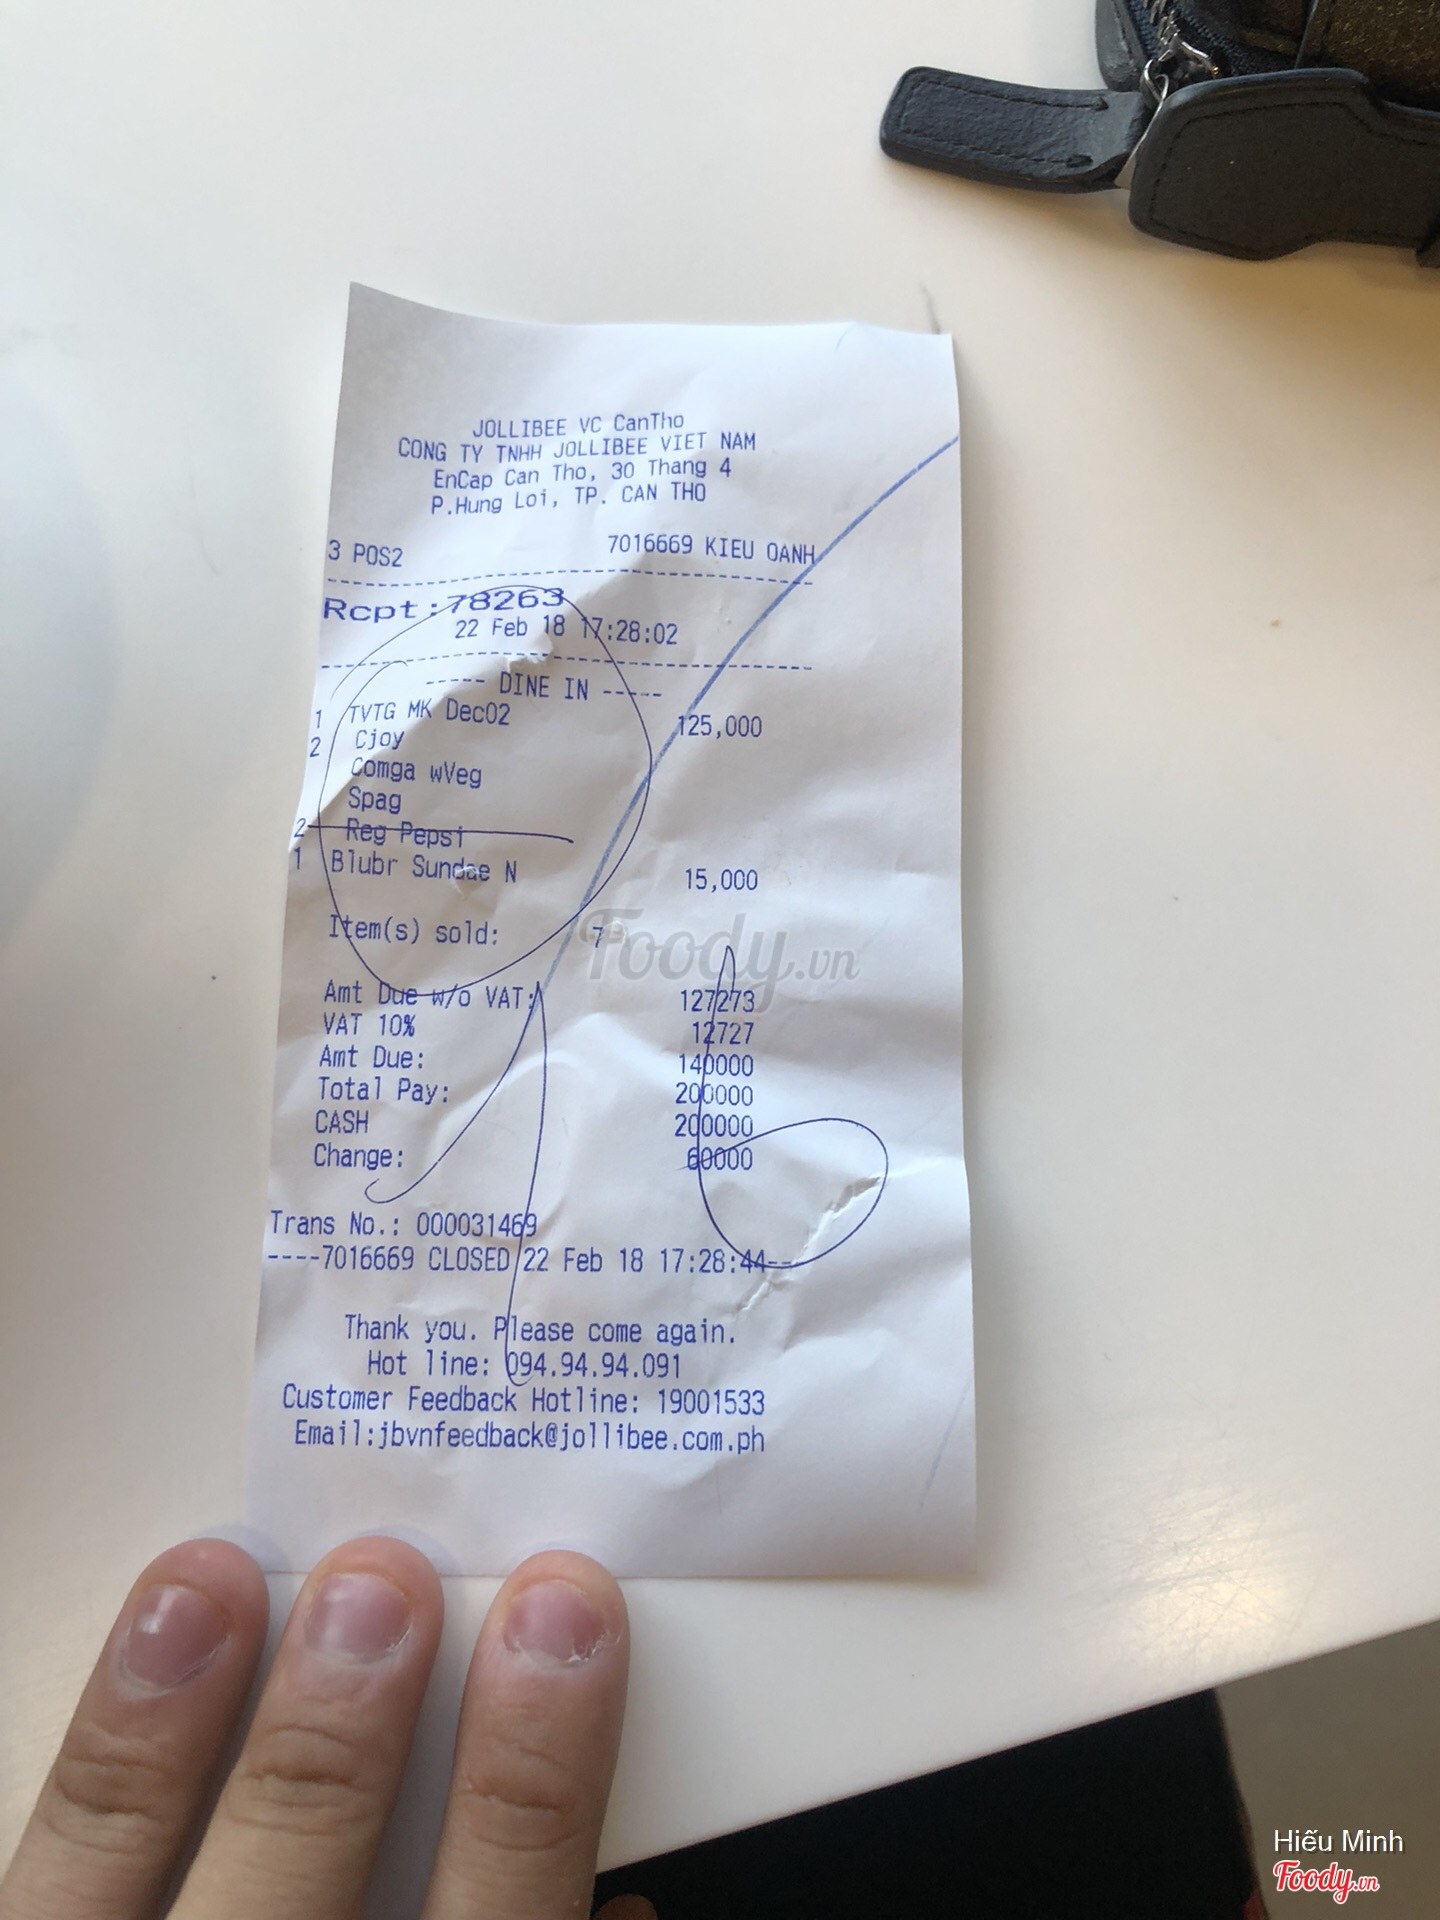 JOLLIBEE VC CanTho
CONG TY TNHH JOLLIBEE VIET NAM
EnCap Can Tho, 30 Thang 4
P.Hung Loi, TP. CAN THO
3 POS2 7016669 KIEU OANH
Rcpt:78263
22 Feb 18 17:28:02
----- DINE IN -----
1 TVTG MK Dec02 125,000
2 Cjoy
Comga wVeg
Spag
2 Reg Pepsi
1 Blubr Sundae N 15,000
Item(s) sold: 7
Amt Due w/o VAT: 127273
VAT 10% 12727
Amt Due: 140000
Total Pay: 200000
CASH 200000
Change: 60000
Trans No.: 000031469
----7016669 CLOSED 22 Feb 18 17:28:44--
Thank you. Please come again.
Hot line: 094.94.94.091
Customer Feedback Hotline: 19001533
Email:jbvnfeedback@jollibee.com.ph
Foody.vn
Hiếu Minh
Foody.vn